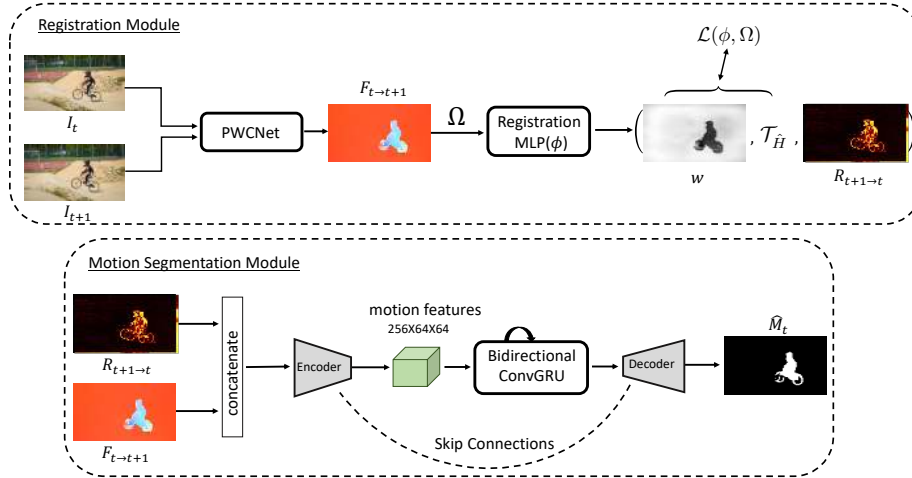 Registration Module
I_t
I_{t+1}
PWCNet
F_{t→t+1}
Ω
Registration
MLP(ϕ)
ℒ(ϕ, Ω)
( w , 𝒯_Ĥ , R_{t+1→t} )
Motion Segmentation Module
R_{t+1→t}
F_{t→t+1}
concatenate
Encoder
motion features
256X64X64
Bidirectional
ConvGRU
Decoder
M̂_t
Skip Connections